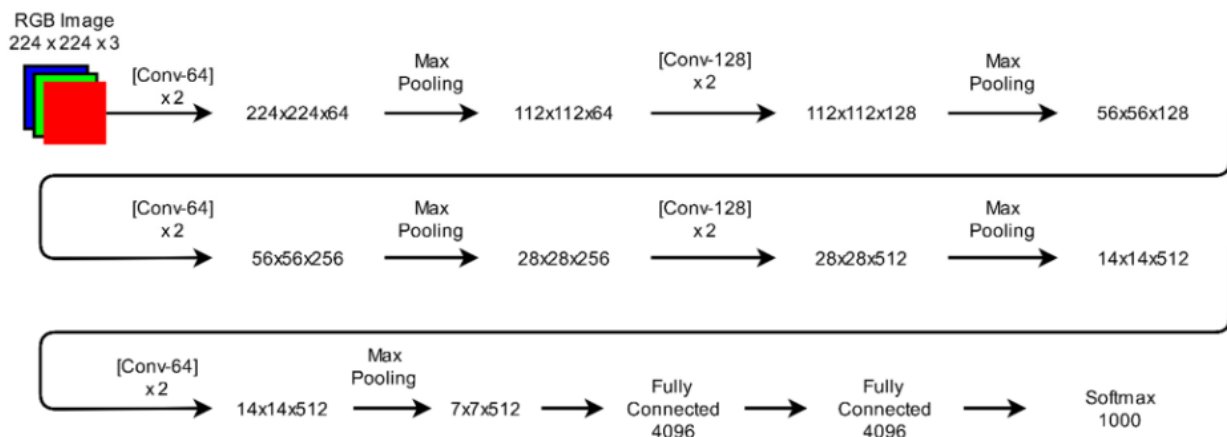 RGB Image
224 x 224 x 3
[Conv-64]
x 2
224x224x64
Max
Pooling
112x112x64
[Conv-128]
x 2
112x112x128
Max
Pooling
56x56x128
[Conv-64]
x 2
56x56x256
Max
Pooling
28x28x256
[Conv-128]
x 2
28x28x512
Max
Pooling
14x14x512
[Conv-64]
x 2
14x14x512
Max
Pooling
7x7x512
Fully
Connected
4096
Fully
Connected
4096
Softmax
1000